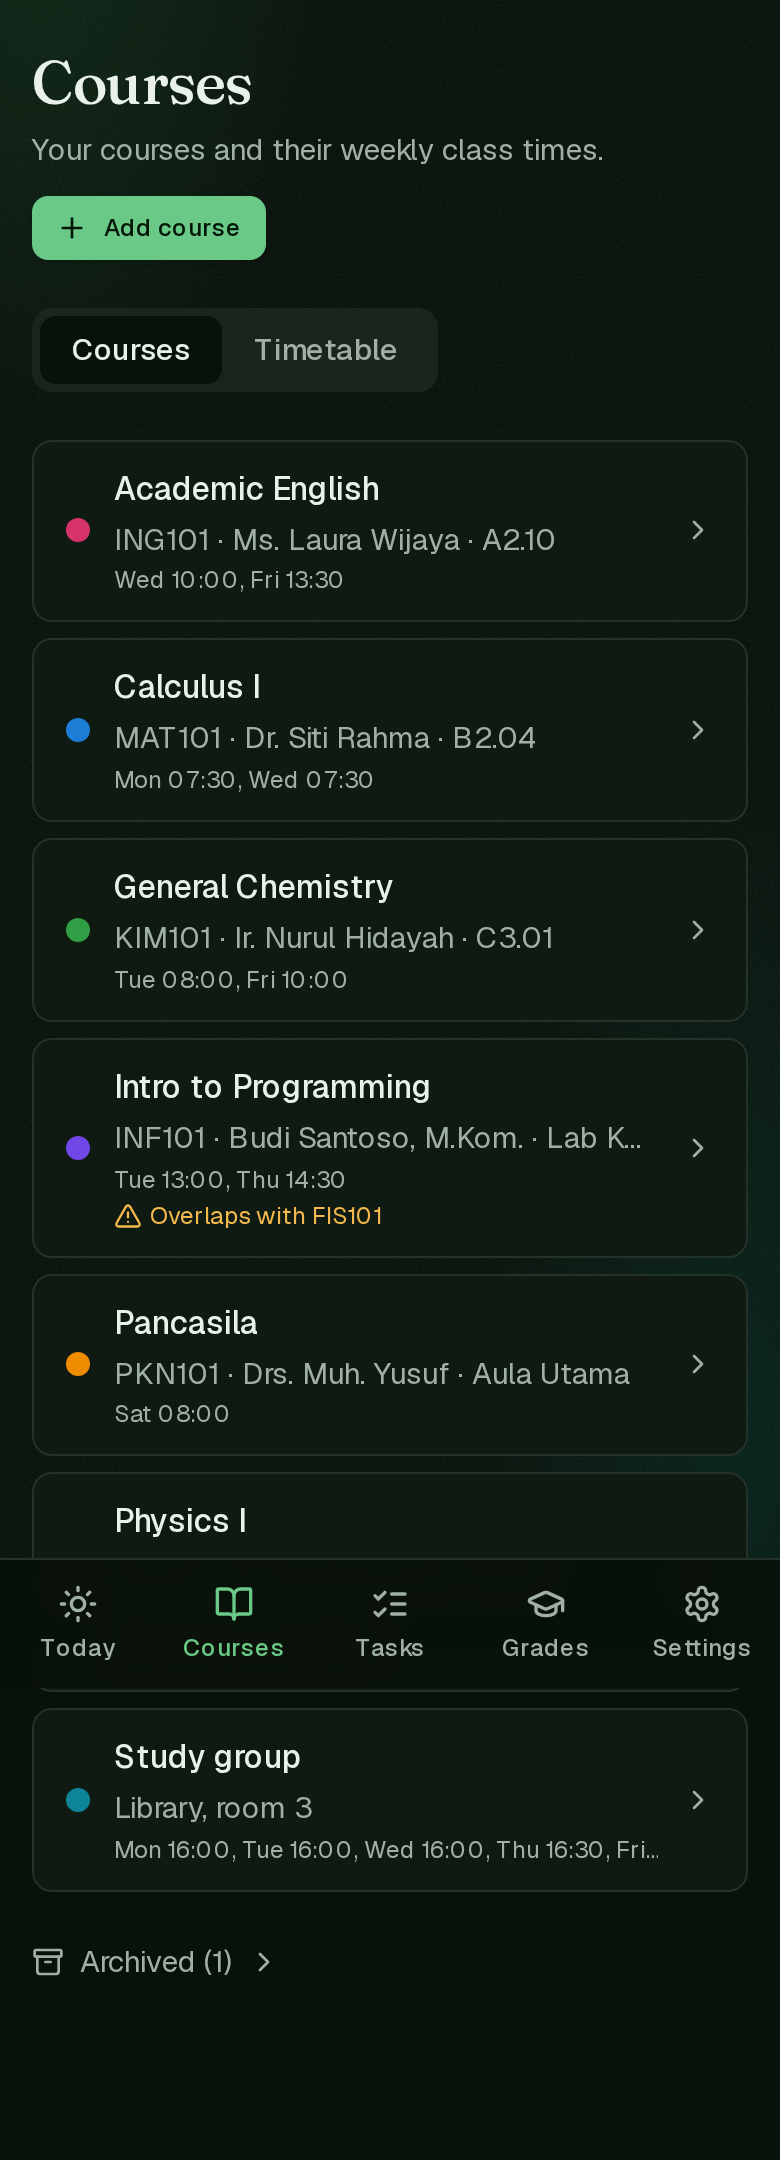 Courses
Your courses and their weekly class times.
Add course
Courses
Timetable
Academic English
ING101 · Ms. Laura Wijaya · A2.10
Wed 10:00, Fri 13:30
Calculus I
MAT101 · Dr. Siti Rahma · B2.04
Mon 07:30, Wed 07:30
General Chemistry
KIM101 · Ir. Nurul Hidayah · C3.01
Tue 08:00, Fri 10:00
Intro to Programming
INF101 · Budi Santoso, M.Kom. · Lab K...
Tue 13:00, Thu 14:30
Overlaps with FIS101
Pancasila
PKN101 · Drs. Muh. Yusuf · Aula Utama
Sat 08:00
Physics I
Today
Courses
Tasks
Grades
Settings
Study group
Library, room 3
Mon 16:00, Tue 16:00, Wed 16:00, Thu 16:30, Fri...
Archived (1)